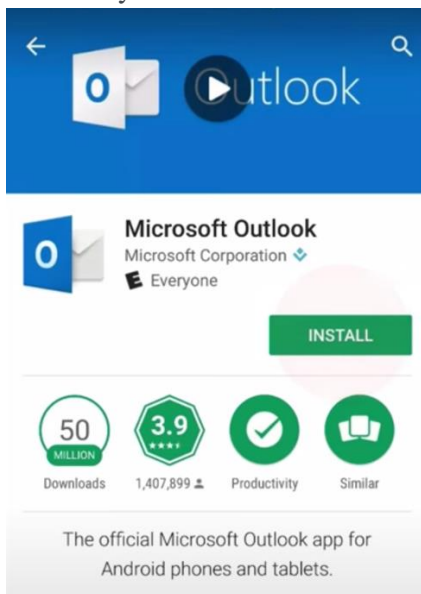 Outlook
Microsoft Outlook
Microsoft Corporation
E Everyone
INSTALL
50
MILLION
Downloads
3.9
1,407,899
Productivity
Similar
The official Microsoft Outlook app for
Android phones and tablets.